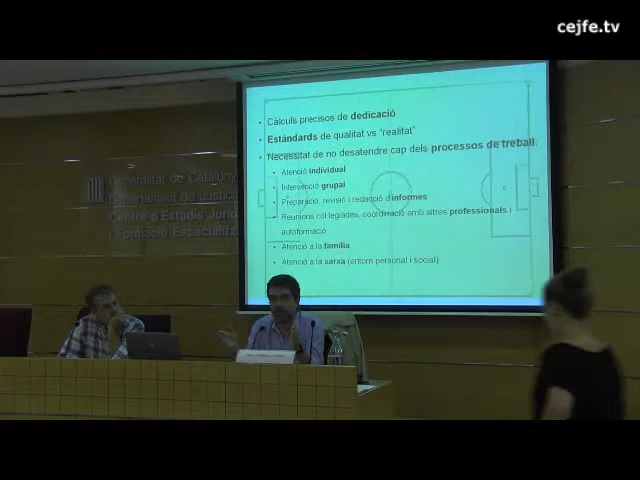 cejfe.tv
• Càlculs precisos de dedicació
• Estàndards de qualitat vs “realitat”
• Necessitat de no desatendre cap dels processos de treball:
• Atenció individual
• Intervenció grupal
• Preparació, revisió i redacció d'informes
• Reunions col·legiades, coordinació amb altres professionals i
autoformació
• Atenció a la família
• Atenció a la xarxa (entorn personal i social)
Generalitat de Catalunya
Departament de Justícia
Centre d'Estudis Jurídi
i Formació Especialitza